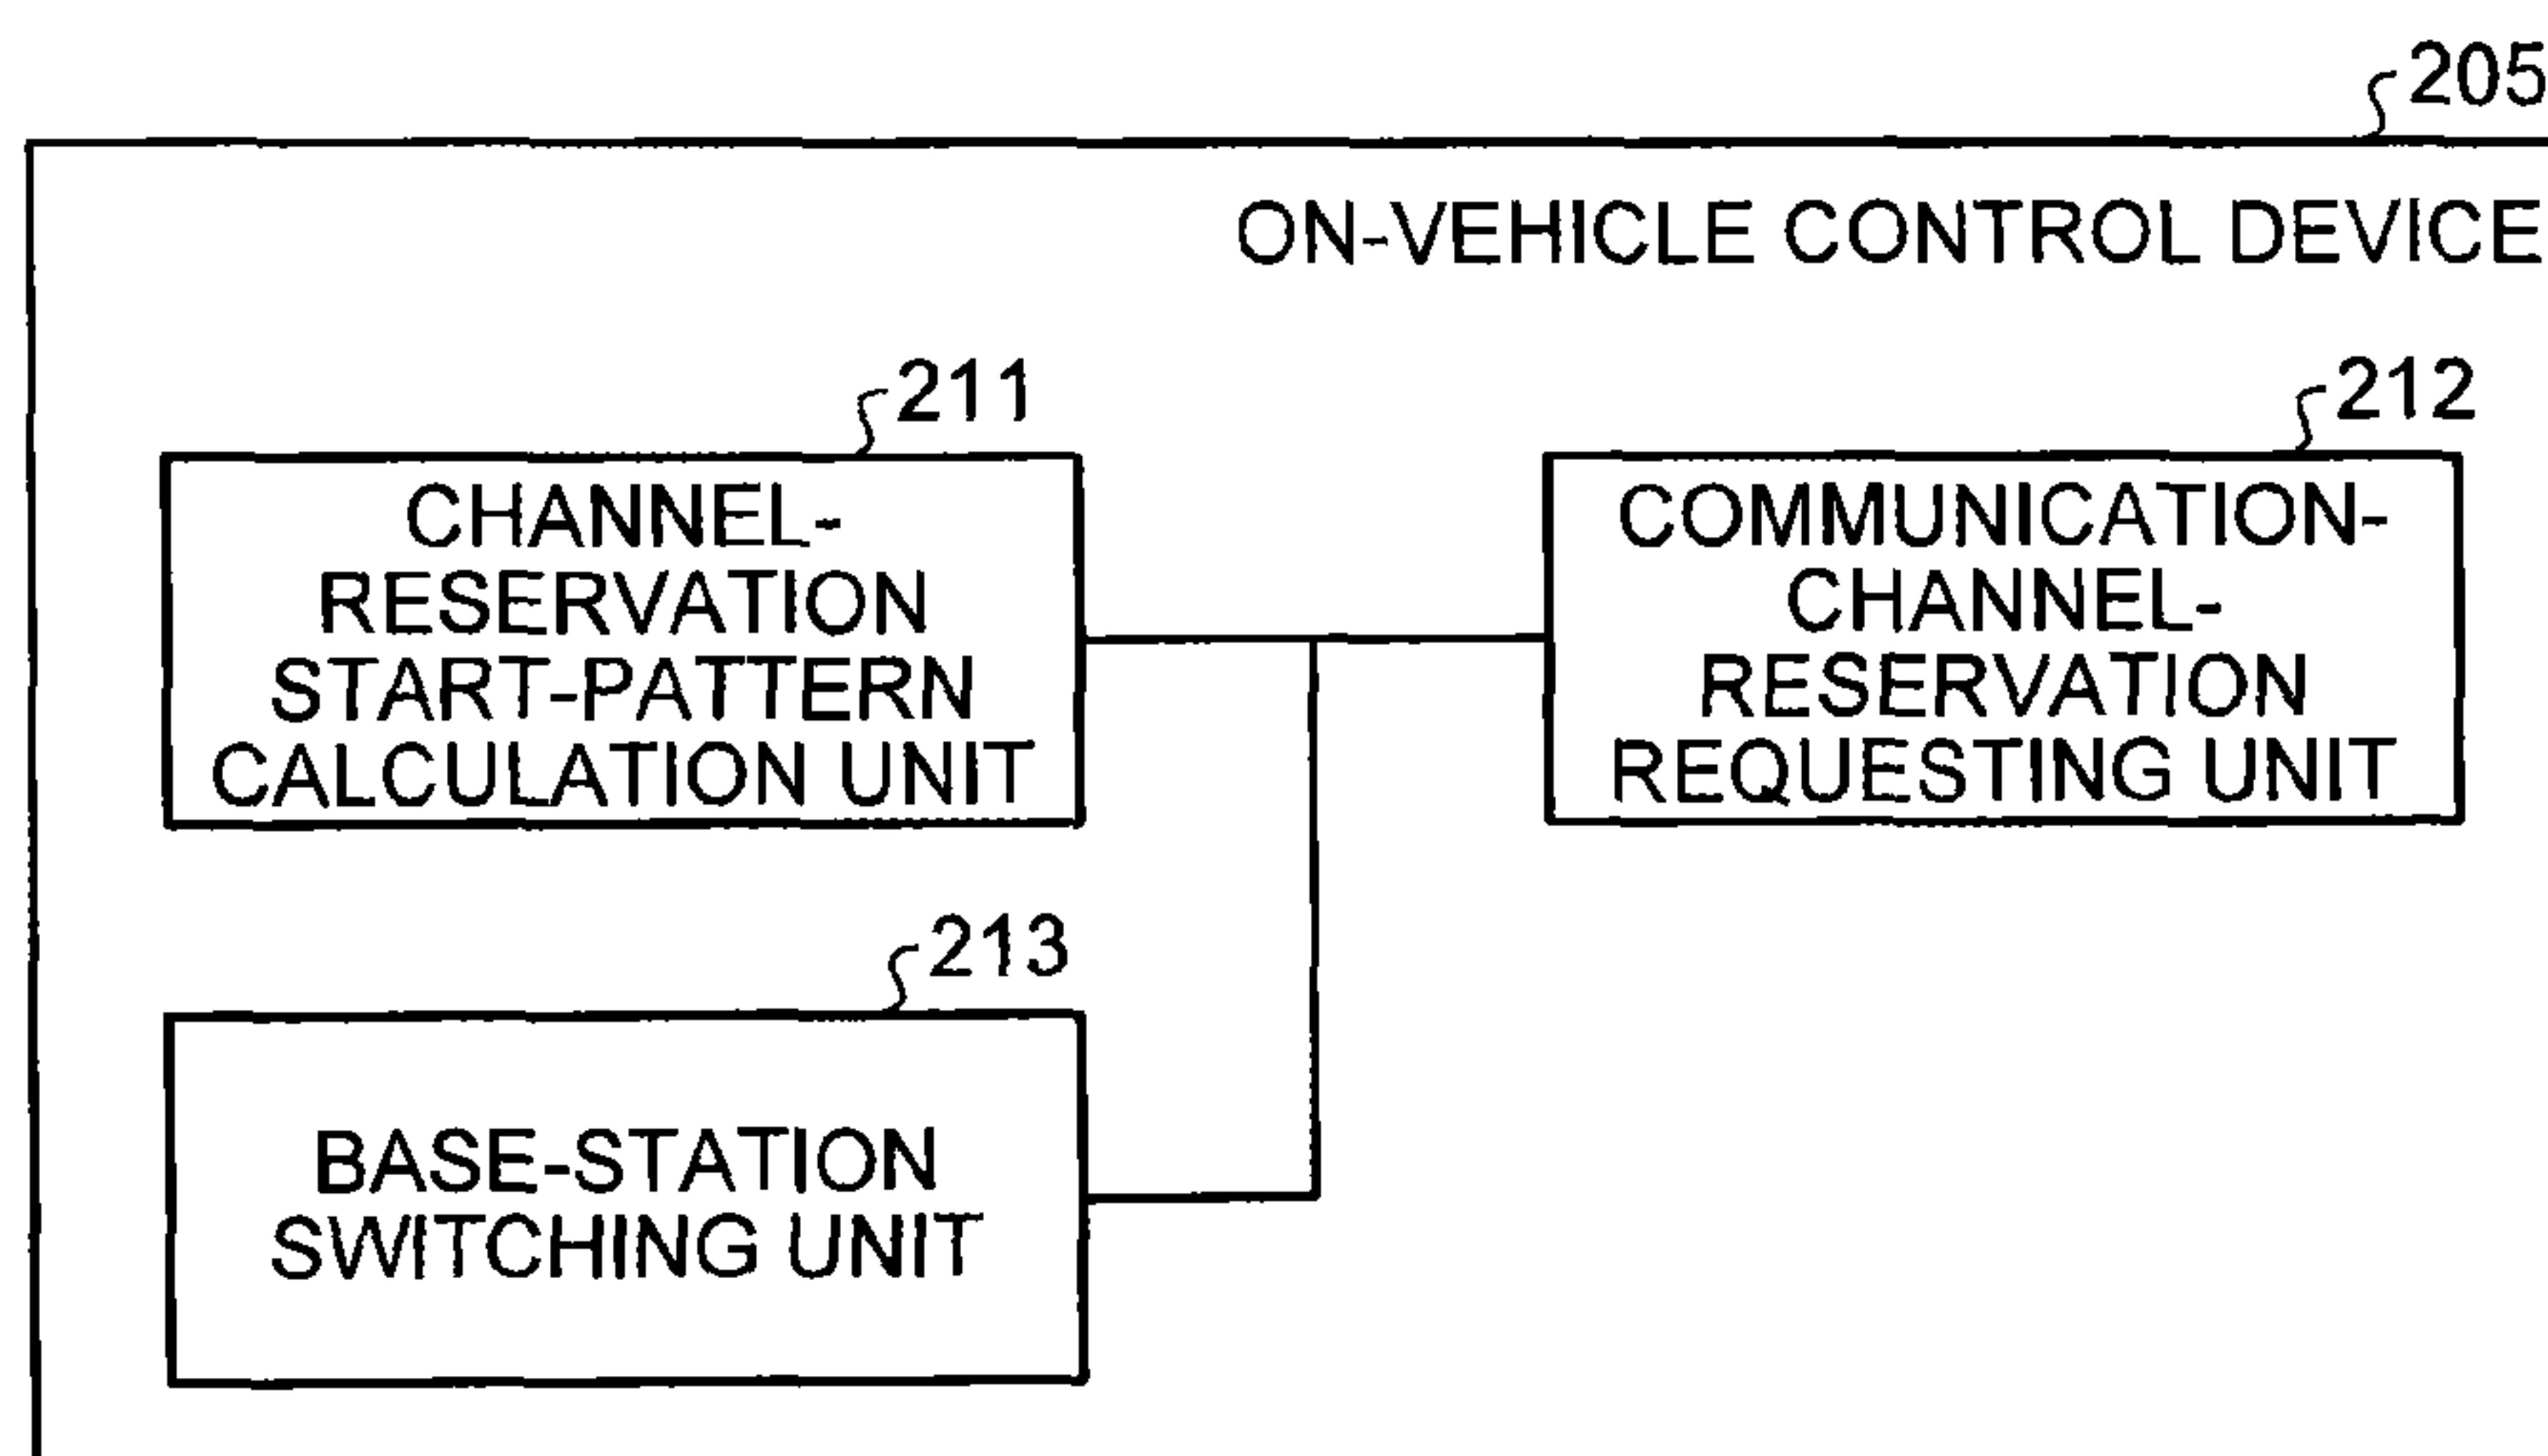 205
ON-VEHICLE CONTROL DEVICE
211
CHANNEL-
RESERVATION
START-PATTERN
CALCULATION UNIT
212
COMMUNICATION-
CHANNEL-
RESERVATION
REQUESTING UNIT
213
BASE-STATION
SWITCHING UNIT